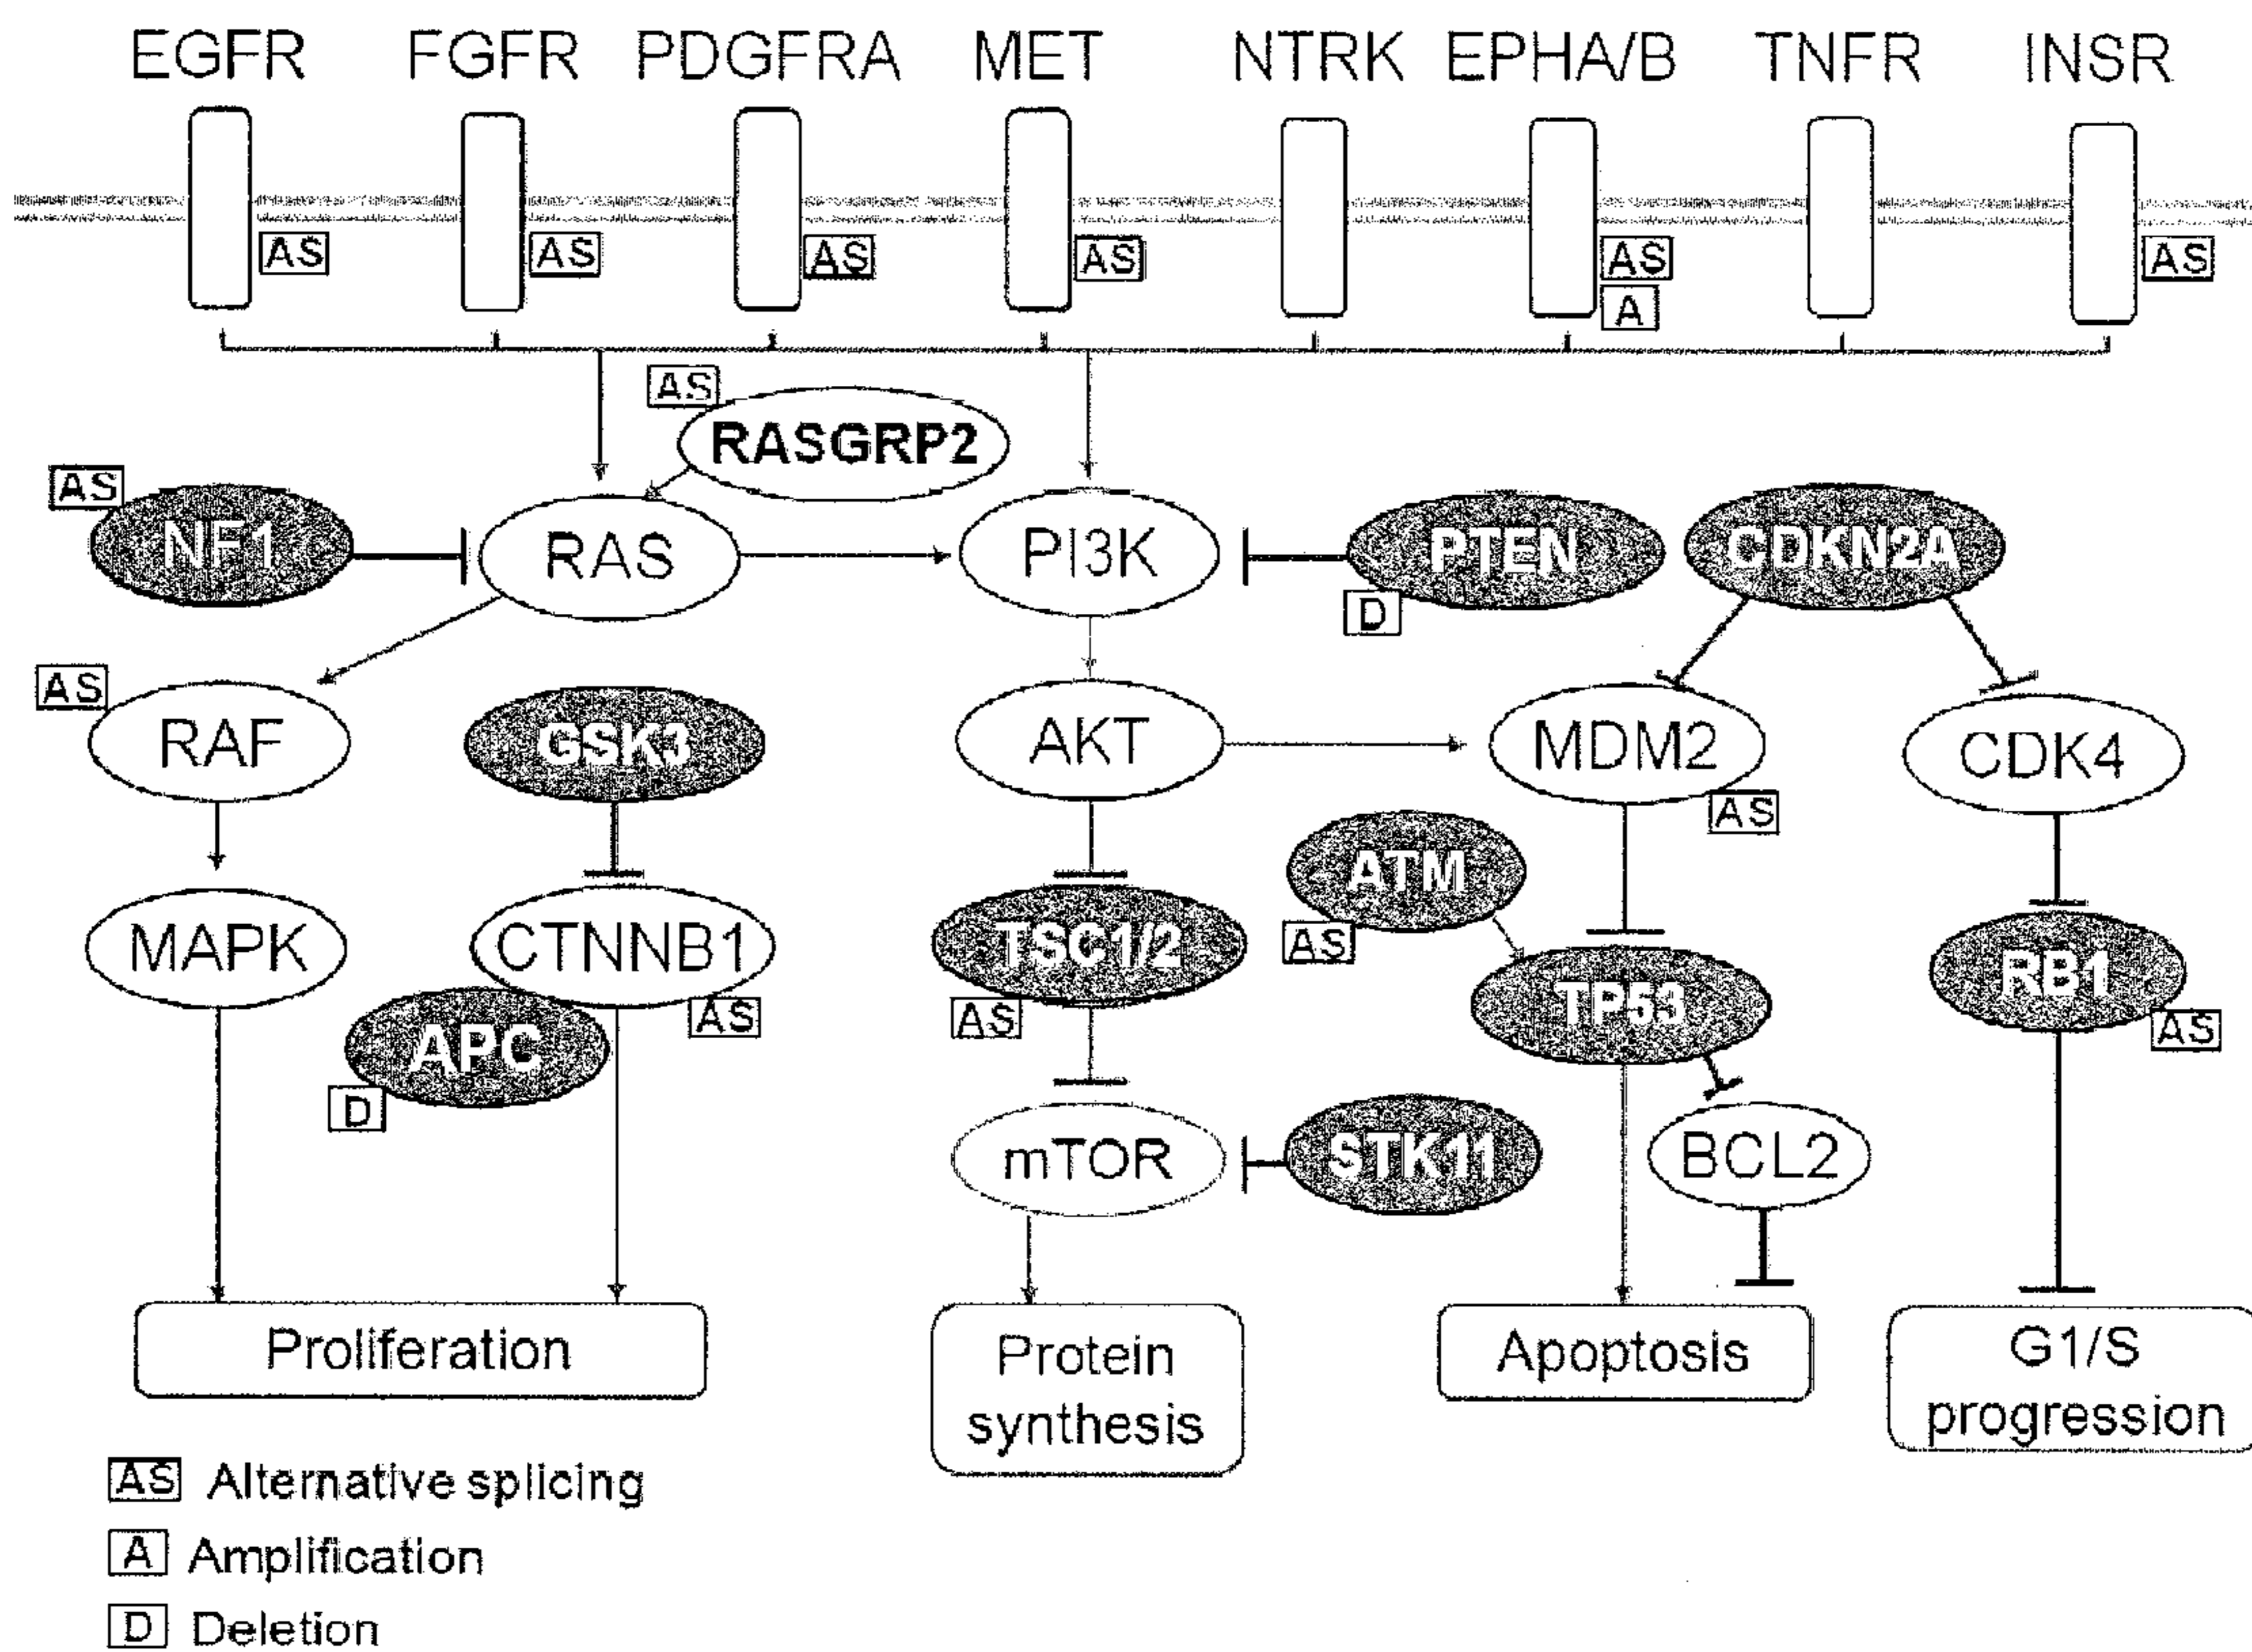 EGFR FGFR PDGFRA MET NTRK EPHA/B TNFR INSR
AS AS AS AS AS AS
A
AS
RASGRP2
AS
NF1 RAS PI3K PTEN CDKN2A
D
AS
RAF GSK3 AKT MDM2 CDK4
AS
ATM
AS
MAPK CTNNB1 TSC1/2 TP53 RB1
AS AS AS
APC
D
mTOR STK11 BCL2
Proliferation
Protein
synthesis
Apoptosis
G1/S
progression
AS Alternative splicing
A Amplification
D Deletion